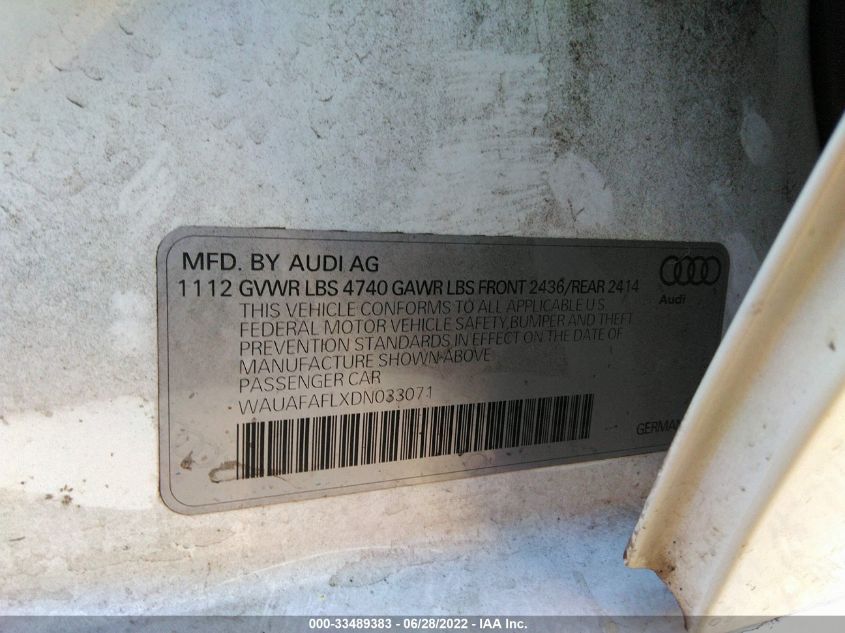 MFD. BY AUDI AG
1112 GVWR LBS 4740 GAWR LBS FRONT 2436/REAR 2414
THIS VEHICLE CONFORMS TO ALL APPLICABLE U.S.
FEDERAL MOTOR VEHICLE SAFETY, BUMPER AND THEFT
PREVENTION STANDARDS IN EFFECT ON THE DATE OF
MANUFACTURE SHOWN ABOVE
PASSENGER CAR
WAUAFAFLXDN033071
Audi
GERMAN
000-33489383 - 06/28/2022 - IAA Inc.